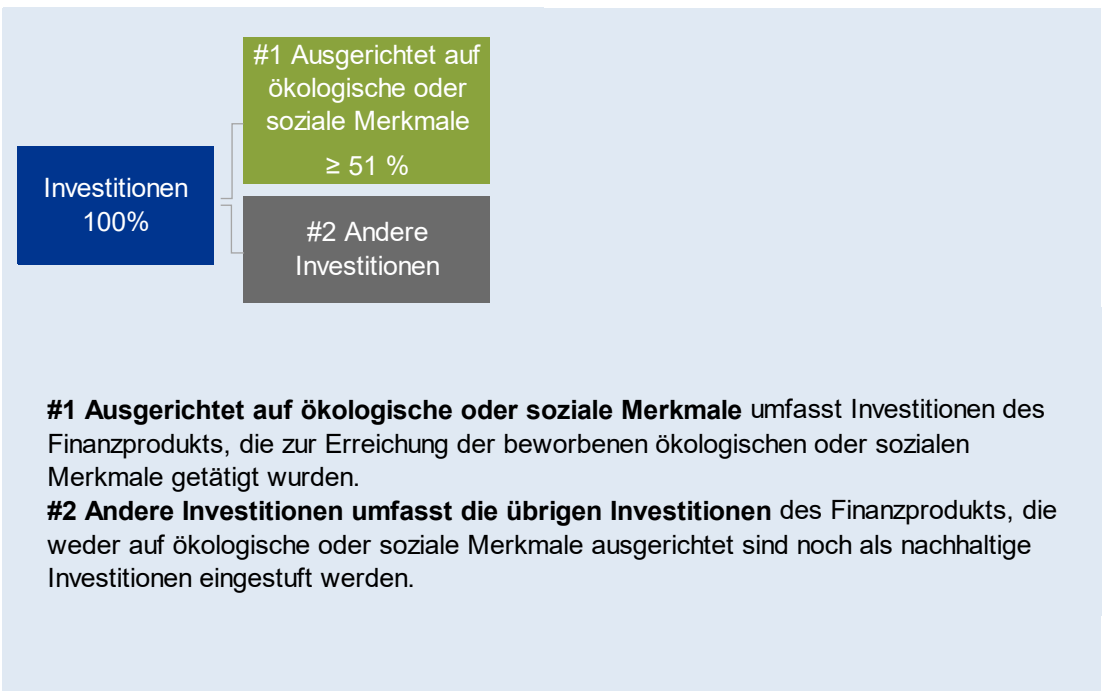 #1 Ausgerichtet auf
ökologische oder
soziale Merkmale
≥ 51 %
Investitionen
100%
#2 Andere
Investitionen
#1 Ausgerichtet auf ökologische oder soziale Merkmale umfasst Investitionen des
Finanzprodukts, die zur Erreichung der beworbenen ökologischen oder sozialen
Merkmale getätigt wurden.
#2 Andere Investitionen umfasst die übrigen Investitionen des Finanzprodukts, die
weder auf ökologische oder soziale Merkmale ausgerichtet sind noch als nachhaltige
Investitionen eingestuft werden.